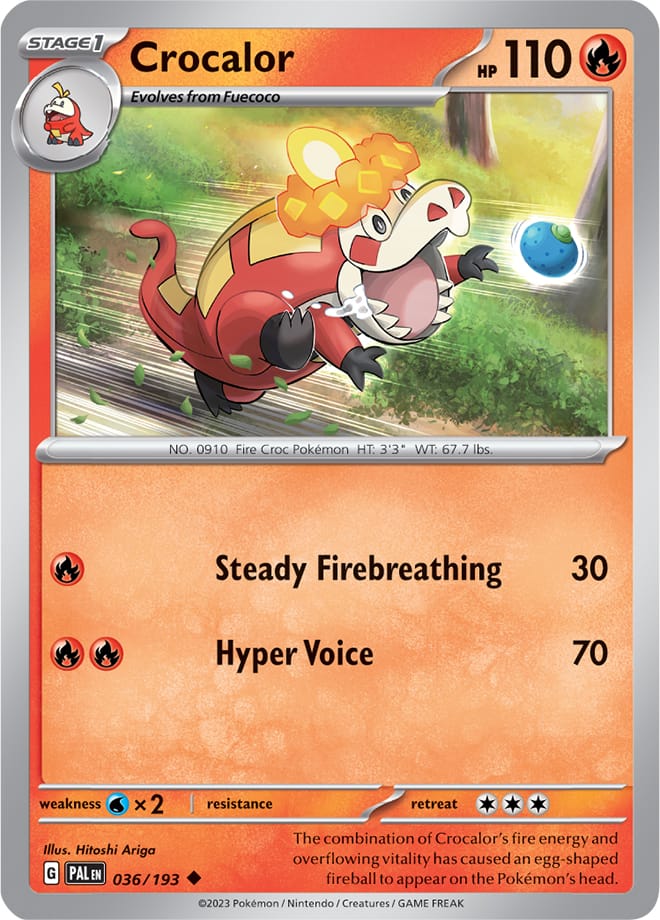 STAGE1
Crocalor
HP 110
Evolves from Fuecoco
NO. 0910 Fire Croc Pokémon HT: 3'3" WT: 67.7 lbs.
Steady Firebreathing 30
Hyper Voice 70
weakness ×2 resistance retreat
Illus. Hitoshi Ariga
The combination of Crocalor's fire energy and
overflowing vitality has caused an egg-shaped
fireball to appear on the Pokémon's head.
G PAL EN 036/193
©2023 Pokémon / Nintendo / Creatures / GAME FREAK